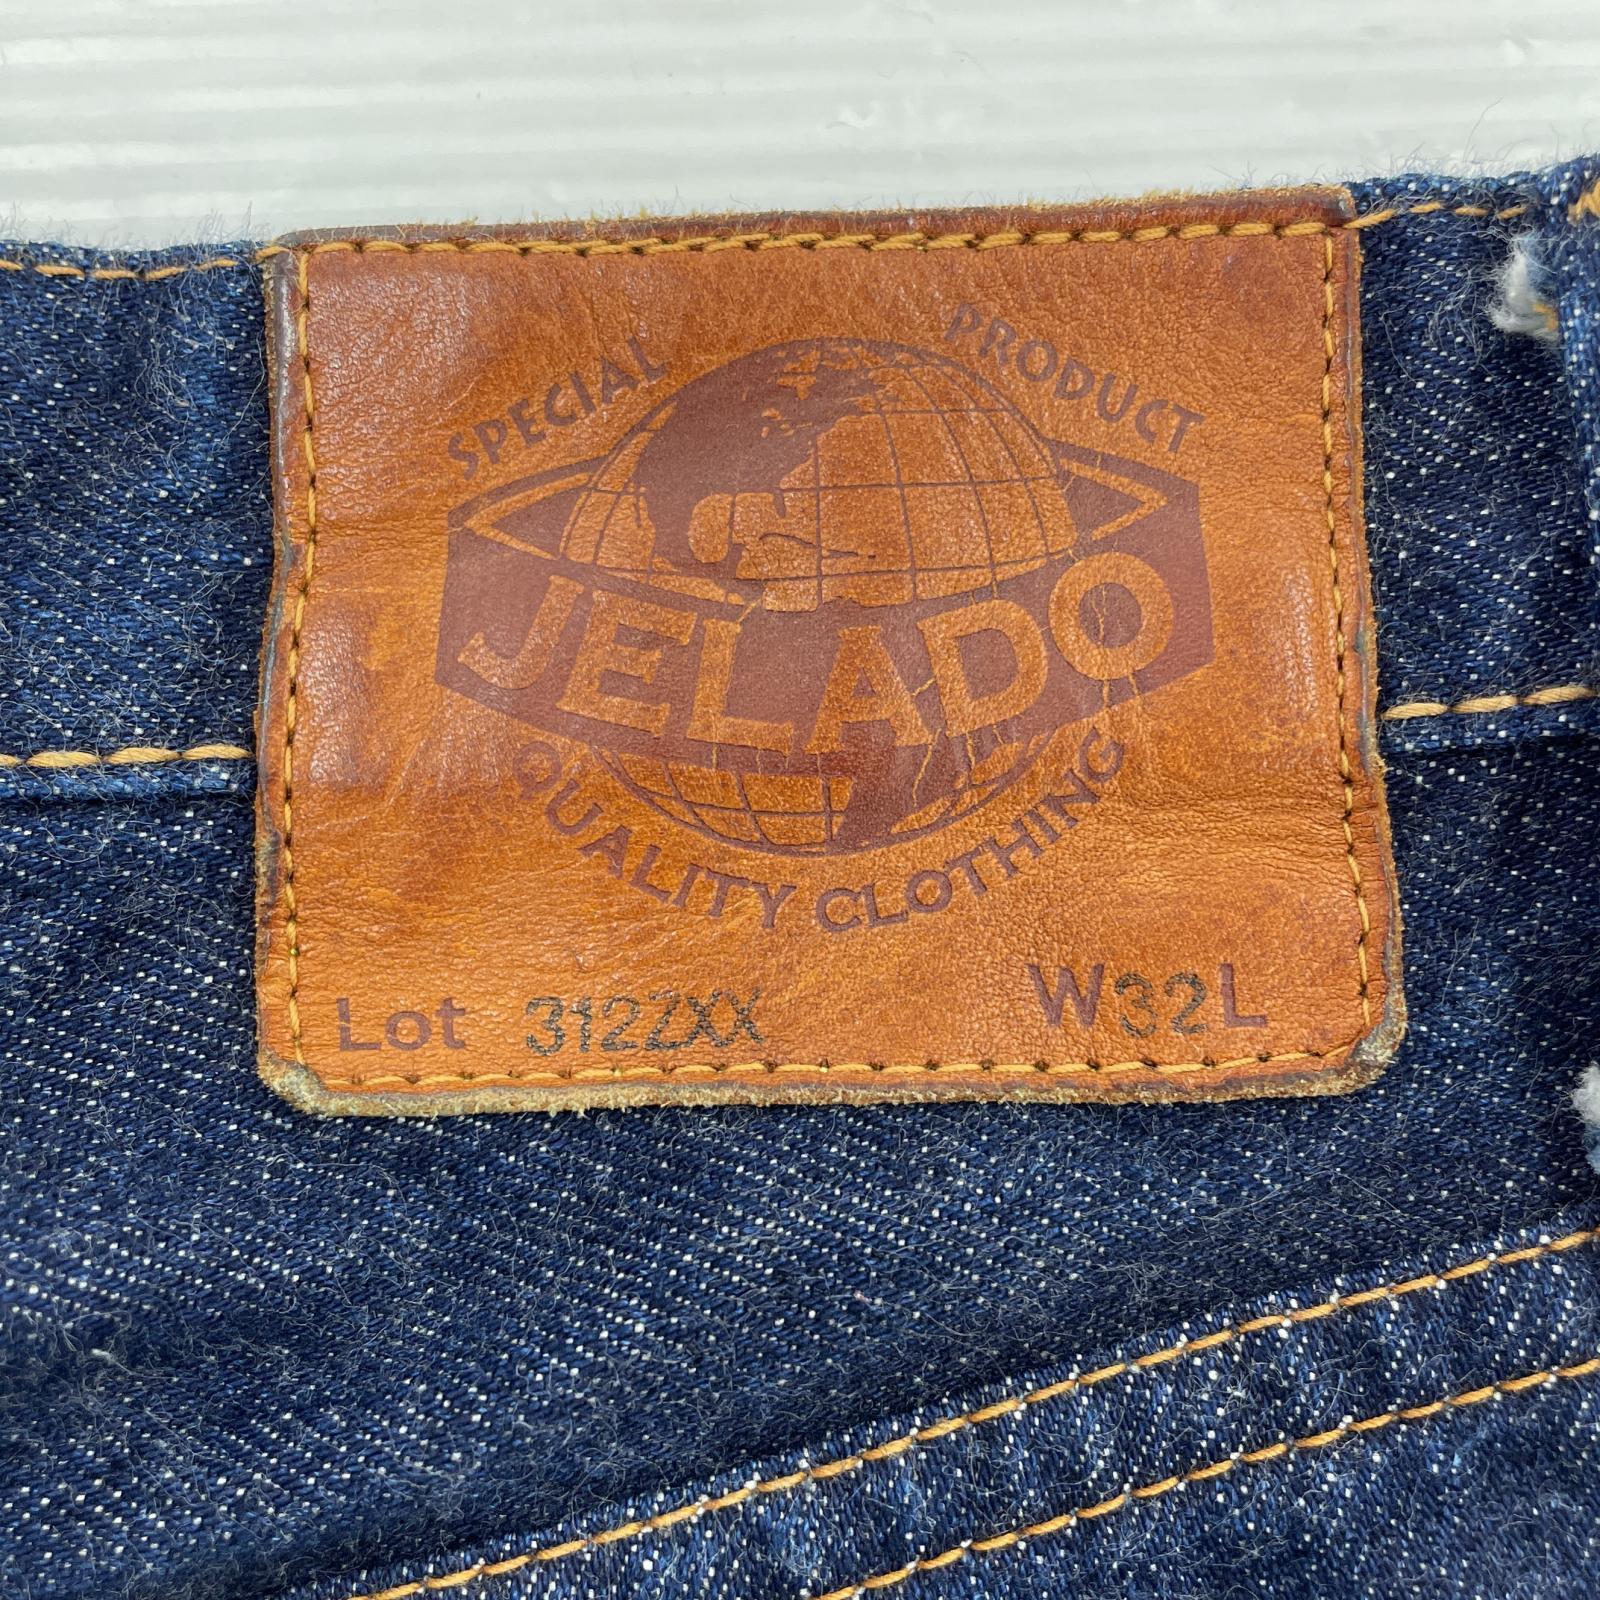 SPECIAL PRODUCT
JELADO
QUALITY CLOTHING
Lot 312ZXX W32L